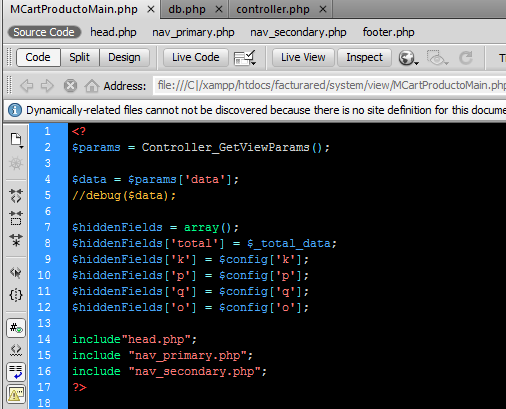 MCartProductoMain.php × db.php × controller.php ×
Source Code head.php nav_primary.php nav_secondary.php footer.php
Code Split Design Live Code Live View Inspect
Address: file:///C|/xampp/htdocs/facturared/system/view/MCartProductoMain.php
Dynamically-related files cannot not be discovered because there is no site definition for this
1 <?
2 $params = Controller_GetViewParams();
3
4 $data = $params['data'];
5 //debug($data);
6
7 $hiddenFields = array();
8 $hiddenFields['total'] = $_total_data;
9 $hiddenFields['k'] = $config['k'];
10 $hiddenFields['p'] = $config['p'];
11 $hiddenFields['q'] = $config['q'];
12 $hiddenFields['o'] = $config['o'];
13
14 include"head.php";
15 include "nav_primary.php";
16 include "nav_secondary.php";
17 ?>
18